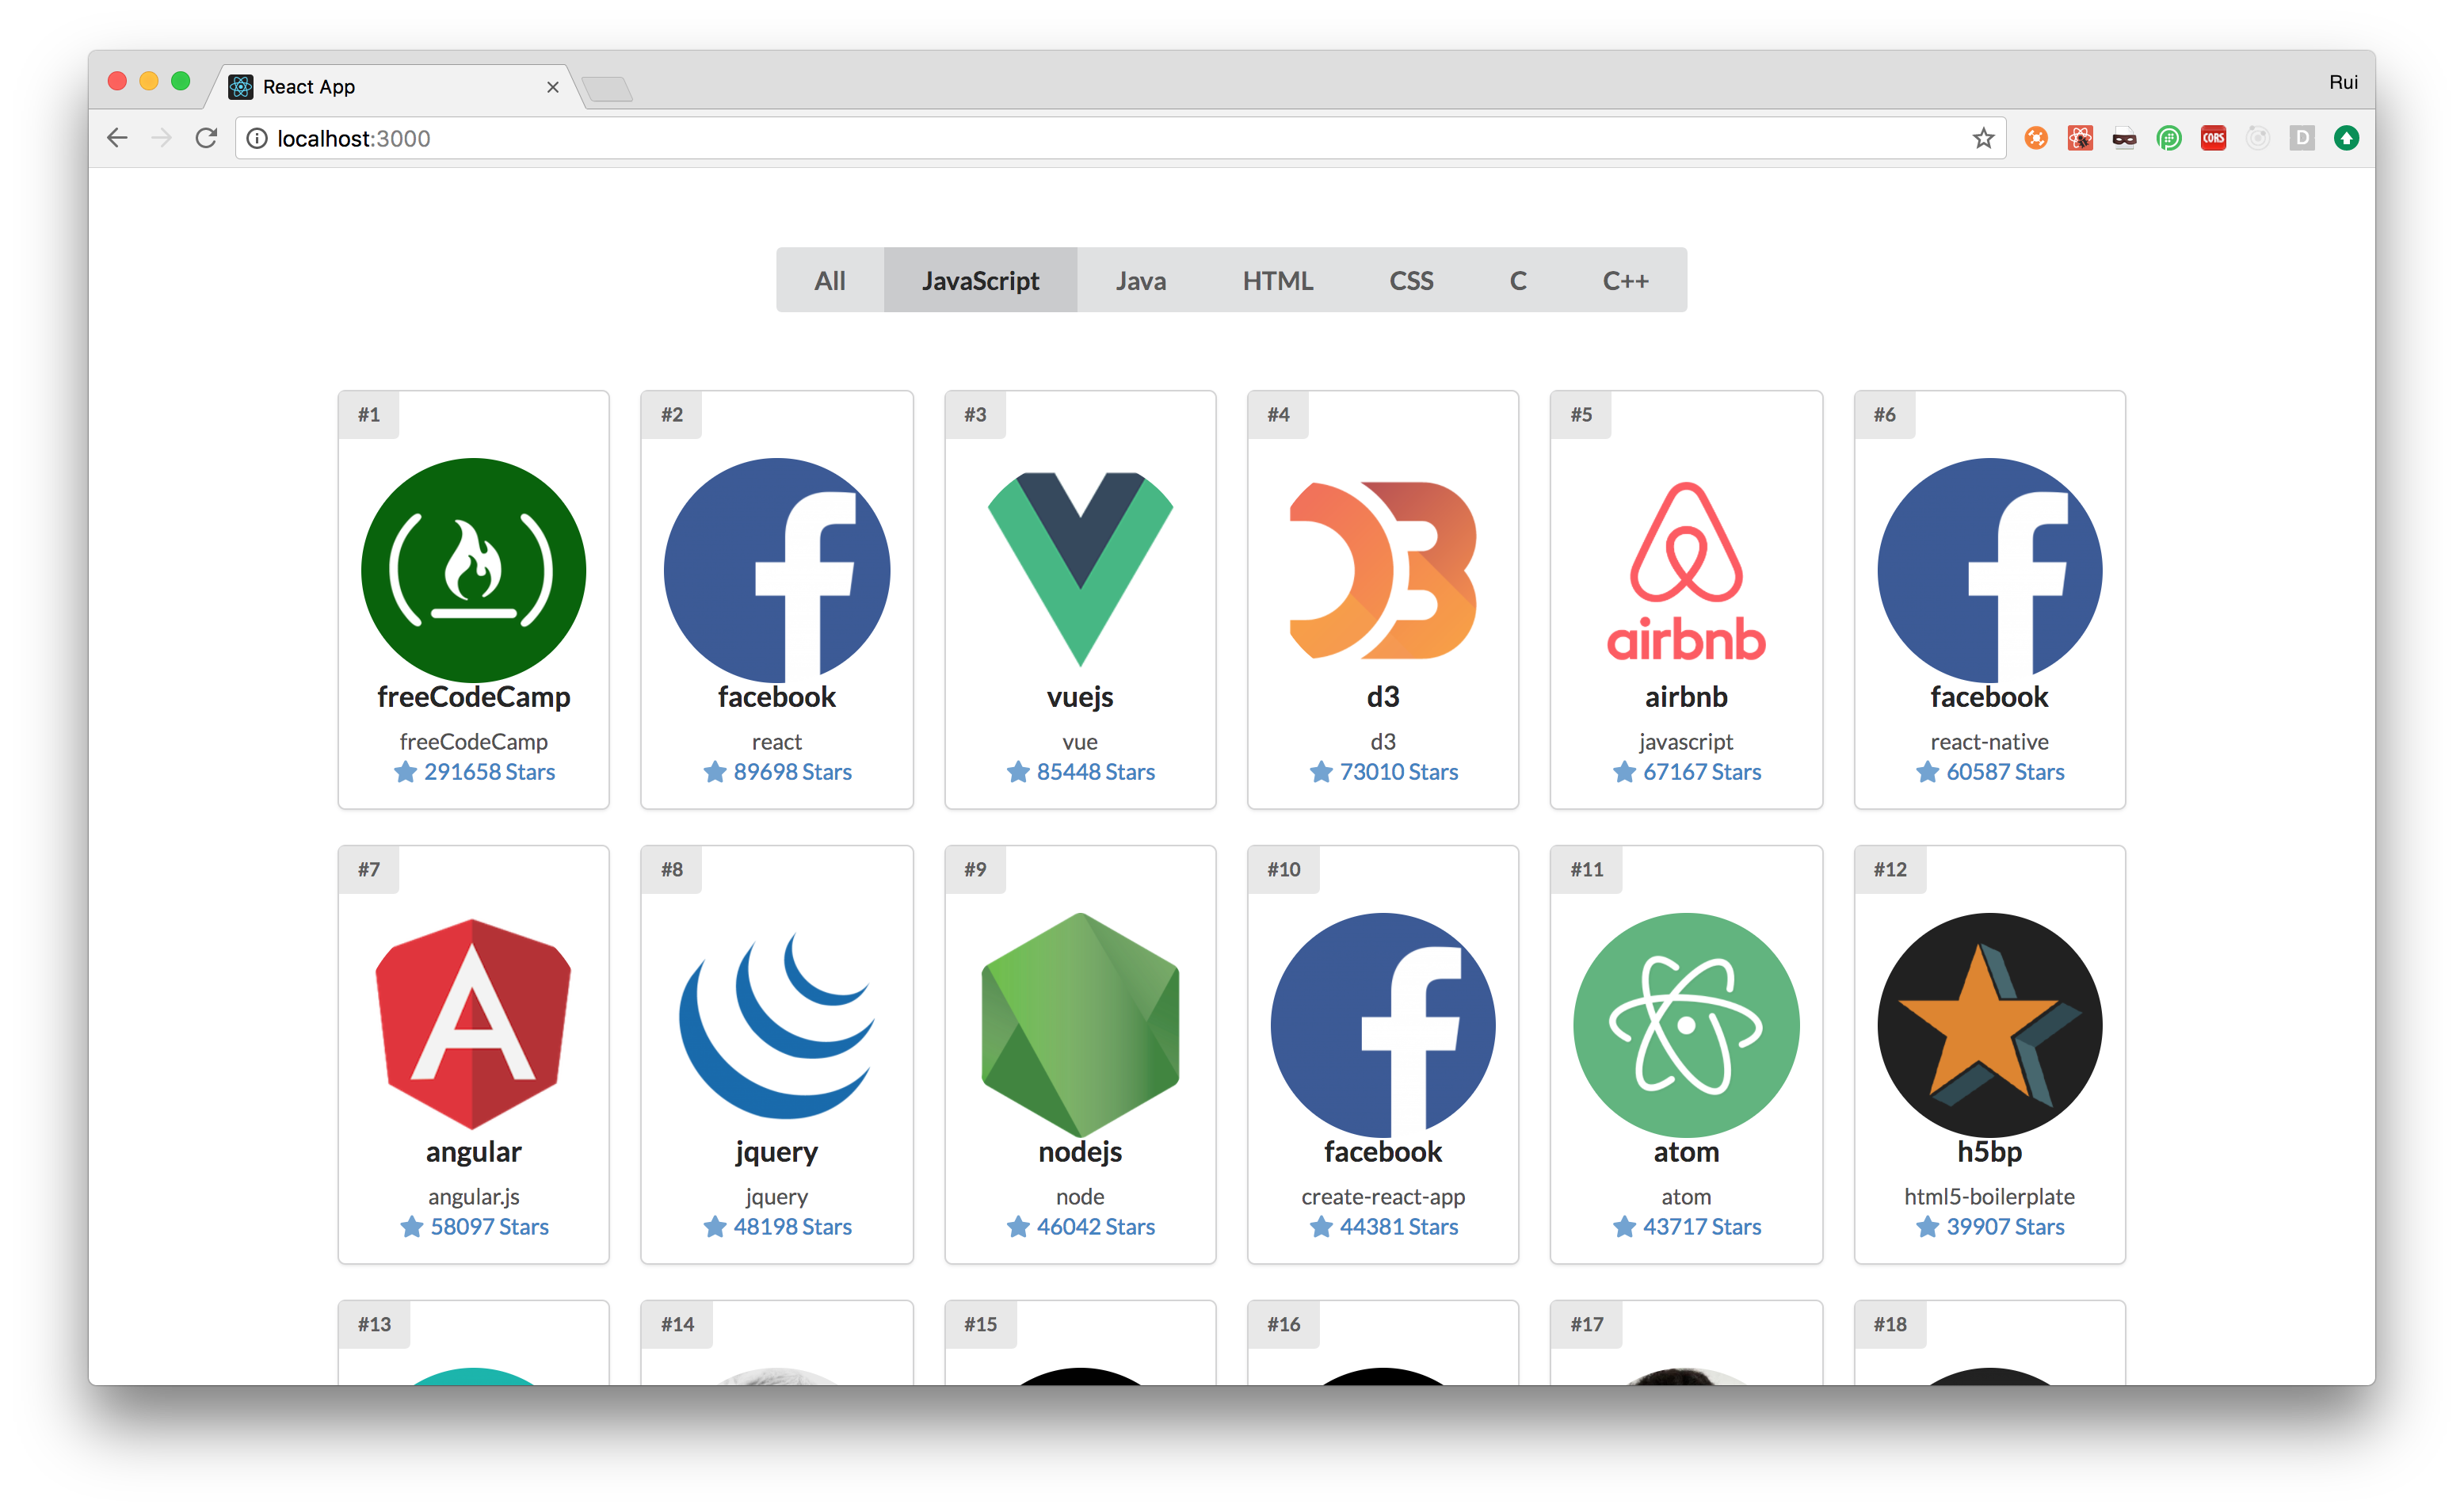 React App
Rui
localhost:3000
CORS
D
All JavaScript Java HTML CSS C C++
#1 #2 #3 #4 #5 #6
airbnb
freeCodeCamp facebook vuejs d3 airbnb facebook
freeCodeCamp react vue d3 javascript react-native
291658 Stars 89698 Stars 85448 Stars 73010 Stars 67167 Stars 60587 Stars
#7 #8 #9 #10 #11 #12
angular jquery nodejs facebook atom h5bp
angular.js jquery node create-react-app atom html5-boilerplate
58097 Stars 48198 Stars 46042 Stars 44381 Stars 43717 Stars 39907 Stars
#13 #14 #15 #16 #17 #18